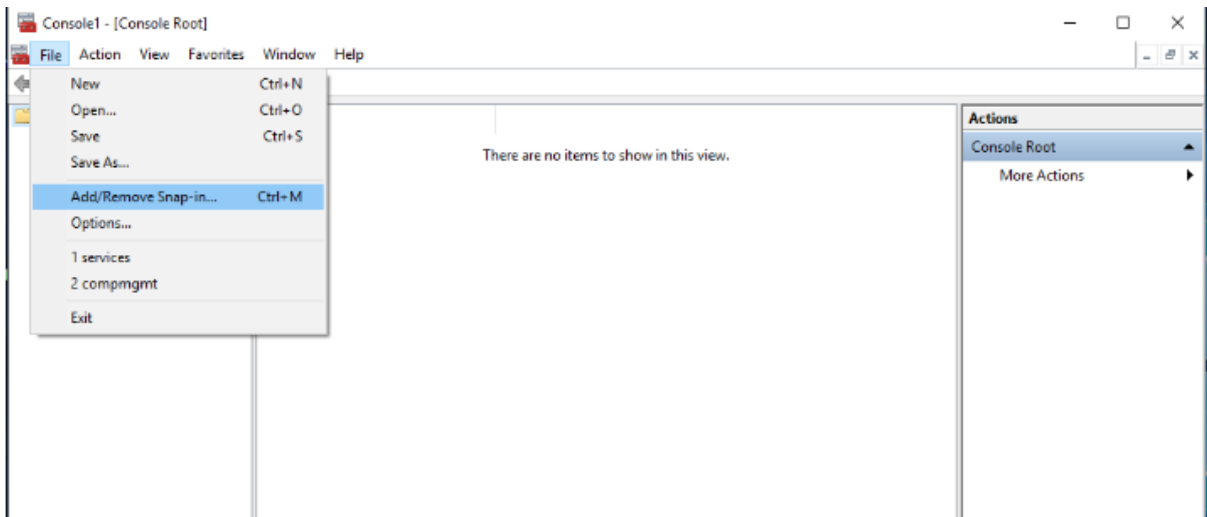 Console1 - [Console Root]
File Action View Favorites Window Help
New Ctrl+N
Open... Ctrl+O
Save Ctrl+S
Save As...
Add/Remove Snap-in... Ctrl+M
Options...
1 services
2 compmgmt
Exit
There are no items to show in this view.
Actions
Console Root
More Actions